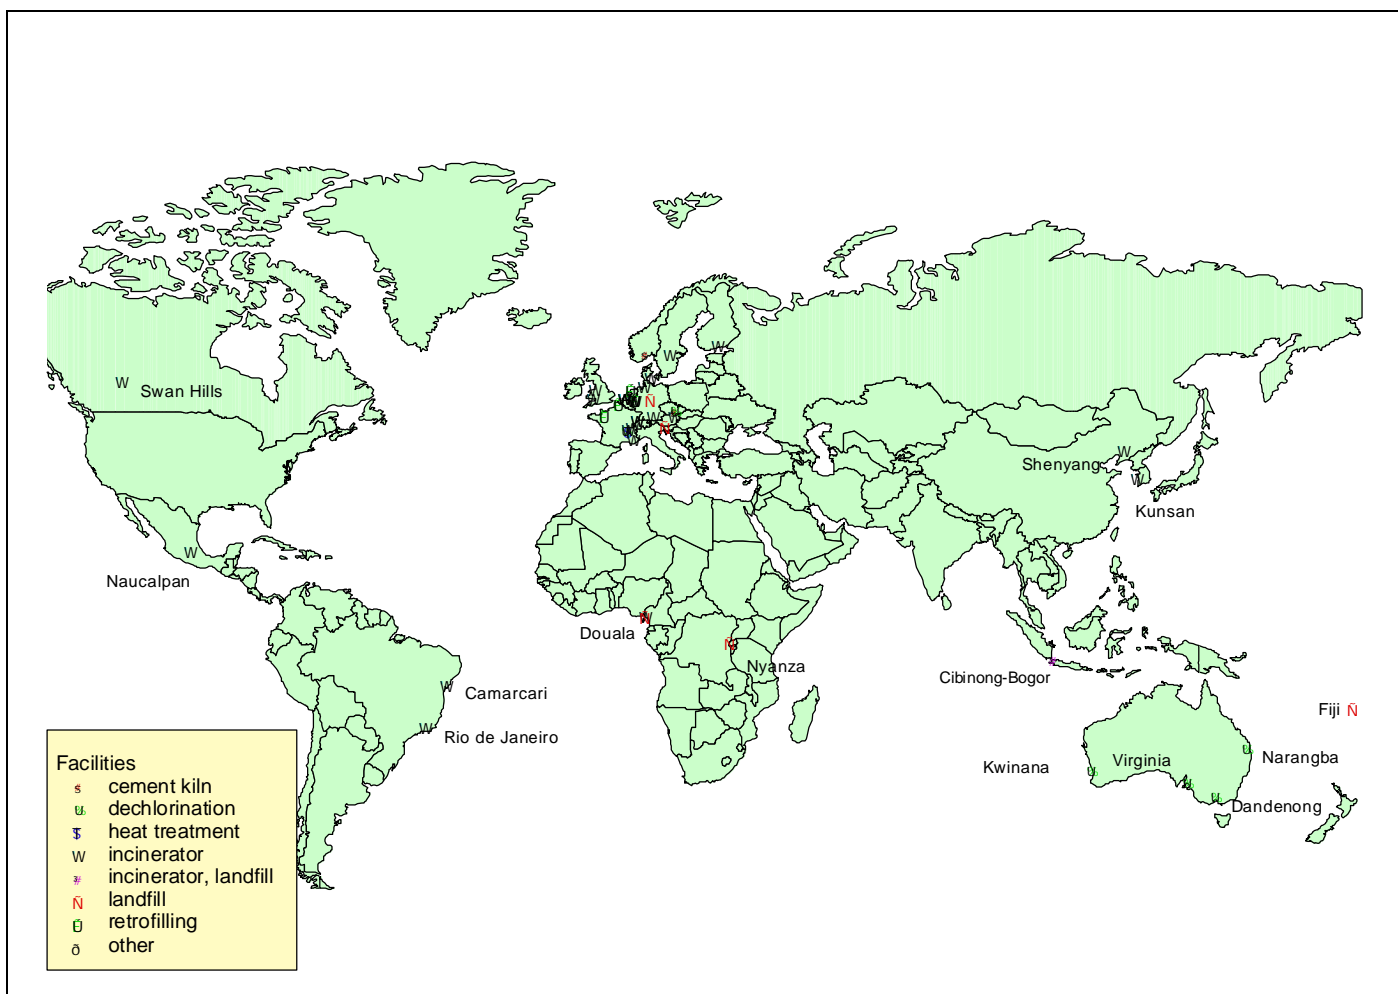 Swan Hills
Shenyang
Kunsan
Naucalpan
Douala
Nyanza
Cibinong-Bogor
Camarcari
Rio de Janeiro
Fiji Ñ
Kwinana
Virginia
Narangba
Dandenong
Facilities
cement kiln
dechlorination
heat treatment
W incinerator
incinerator, landfill
Ñ landfill
retrofilling
ð other